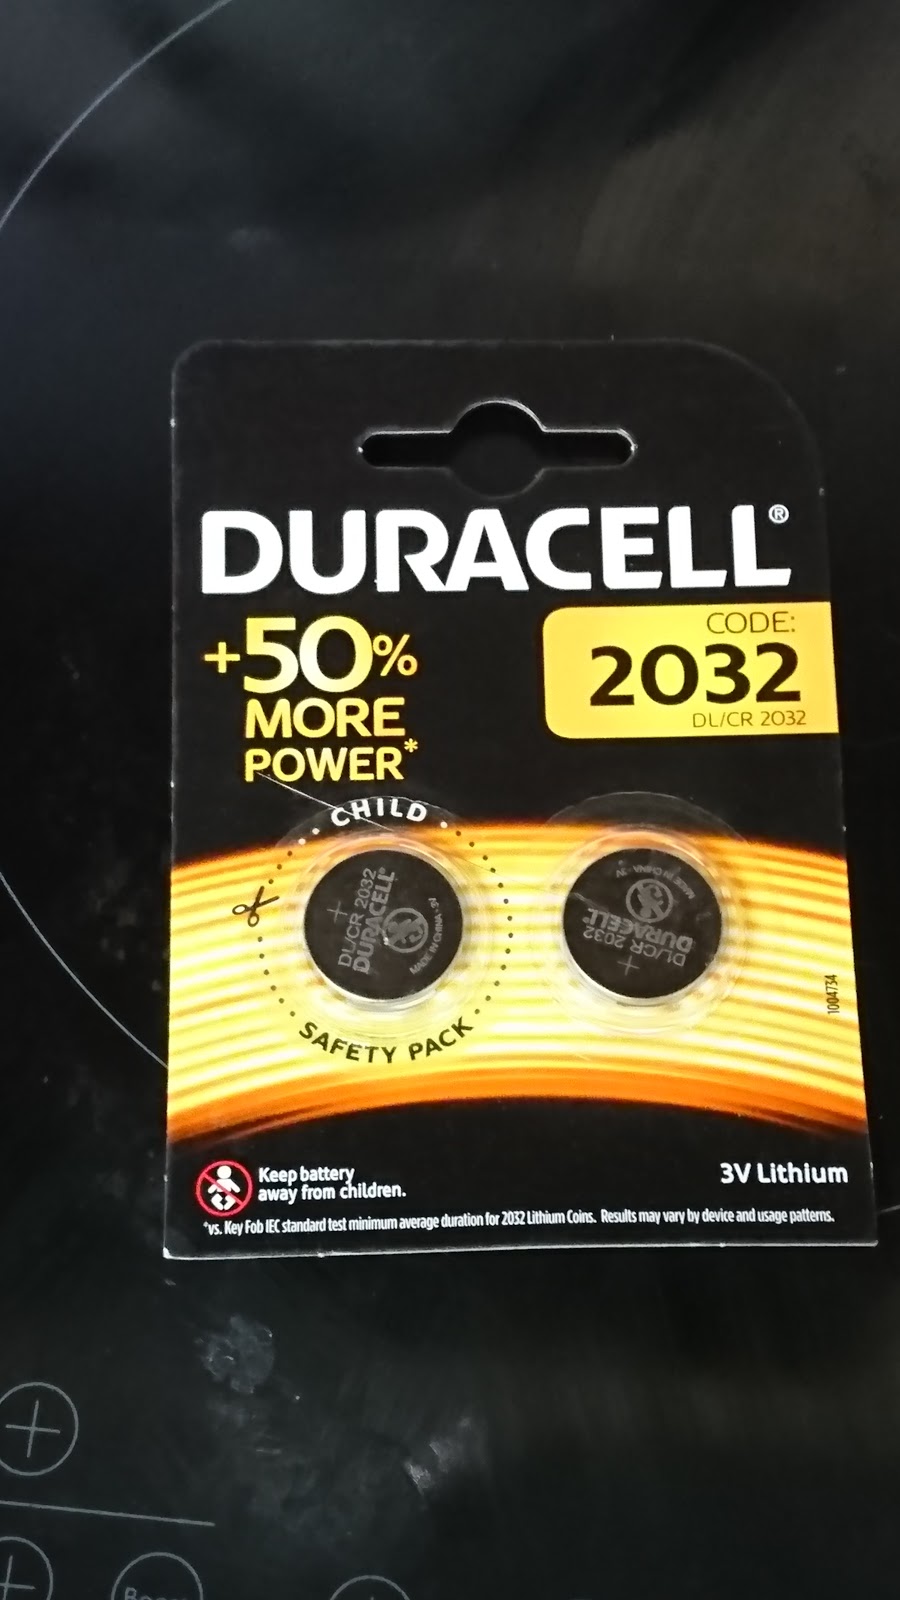 DURACELL®
+50%
MORE
POWER*
CODE:
2032
DL/CR 2032
CHILD
SAFETY PACK
+
DL/CR 2032
DURACELL®
MADE IN CHINA · 3V
+
DL/CR 2032
DURACELL®
MADE IN CHINA · 3V
1004734
Keep battery
away from children.
3V Lithium
*vs. Key Fob IEC standard test minimum average duration for 2032 Lithium Coins. Results may vary by device and usage patterns.